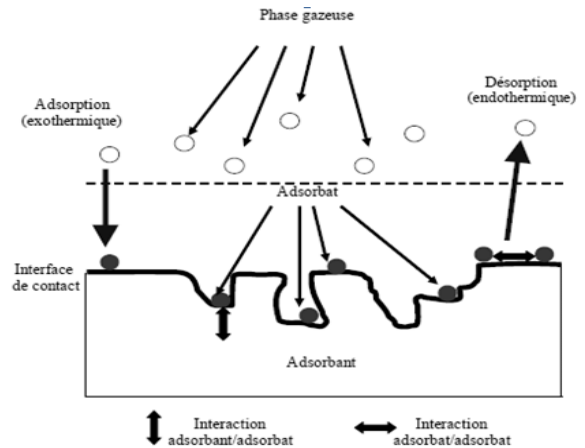 Phase gazeuse
Adsorption
(exothermique)
Désorption
(endothermique)
Adsorbat
Interface
de contact
Adsorbant
Interaction
adsorbant/adsorbat
Interaction
adsorbat/adsorbat